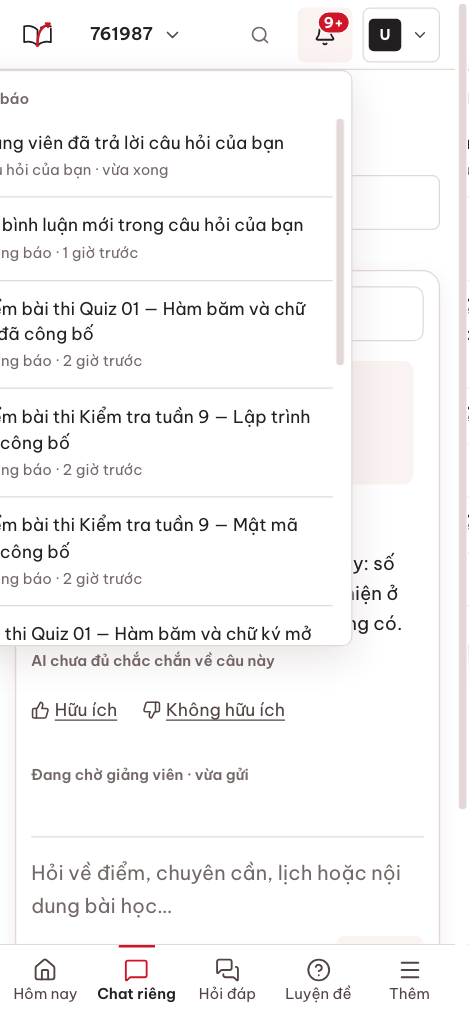 761987
9+
U
báo
ng viên đã trả lời câu hỏi của bạn
hỏi của bạn · vừa xong
bình luận mới trong câu hỏi của bạn
ng báo · 1 giờ trước
ểm bài thi Quiz 01 — Hàm băm và chữ
đã công bố
ng báo · 2 giờ trước
ểm bài thi Kiểm tra tuần 9 — Lập trình
công bố
ng báo · 2 giờ trước
ểm bài thi Kiểm tra tuần 9 — Mật mã
công bố
ng báo · 2 giờ trước
thi Quiz 01 — Hàm băm và chữ ký mở
y: số
hiện ở
ng có.
AI chưa đủ chắc chắn về câu này
Hữu ích
Không hữu ích
Đang chờ giảng viên · vừa gửi
Hỏi về điểm, chuyên cần, lịch hoặc nội
dung bài học...
Hôm nay
Chat riêng
Hỏi đáp
Luyện đề
Thêm